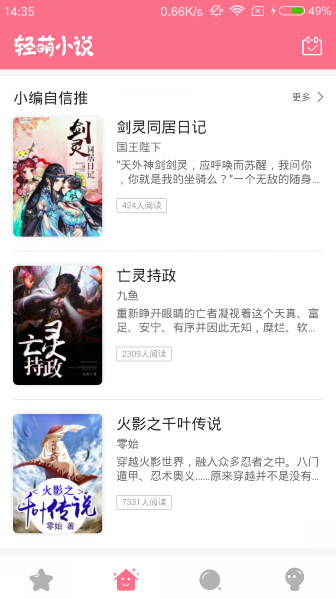 14:35
0.66K/s
49%
轻萌小说
小编自信推
更多
剑灵
同居日记
剑灵同居日记
国王陛下
“天外神剑剑灵，应呼唤而苏醒，我问你
，你就是我的坐骑么？”一个无敌的随身...
424人阅读
亡灵
持政
亡灵持政
九鱼
重新睁开眼睛的亡者凝视着这个天真、富
足、安宁、有序并因此无知，糜烂、软...
2309人阅读
火影之
千叶传说
零始 著
火影之千叶传说
零始
穿越火影世界，融入众多忍者之中。八门
遁甲、忍术奥义……原来穿越并不是没有...
7331人阅读